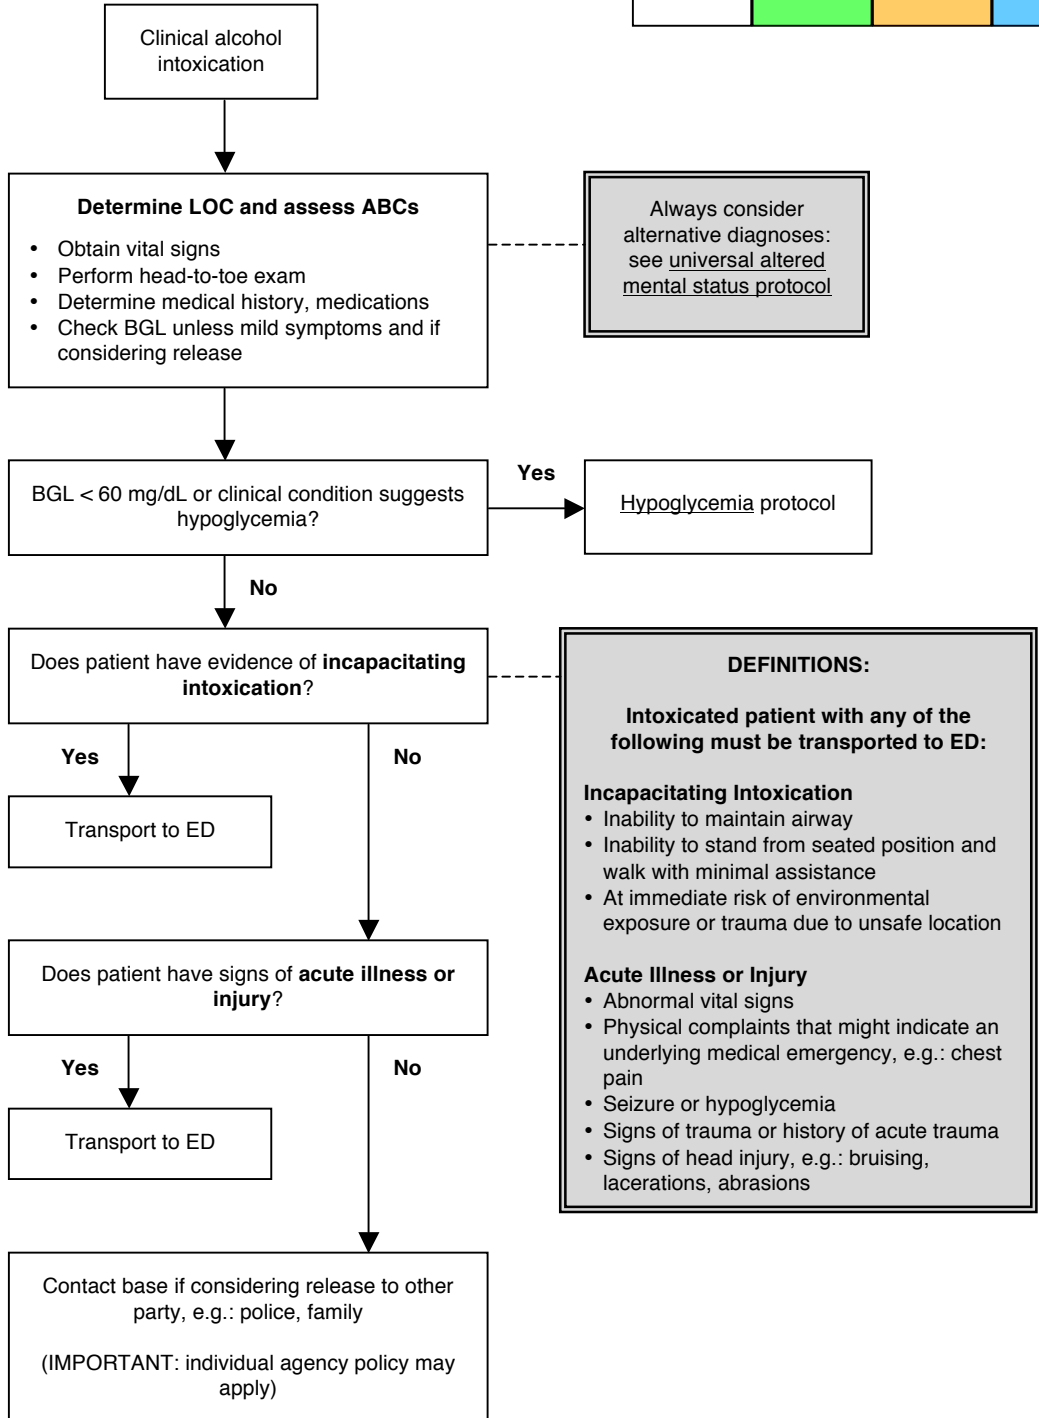 Clinical alcohol
intoxication
Determine LOC and assess ABCs
• Obtain vital signs
• Perform head-to-toe exam
• Determine medical history, medications
• Check BGL unless mild symptoms and if
considering release
Always consider
alternative diagnoses:
see universal altered
mental status protocol
BGL < 60 mg/dL or clinical condition suggests
hypoglycemia?
Yes
Hypoglycemia protocol
No
Does patient have evidence of incapacitating
intoxication?
Yes
No
Transport to ED
DEFINITIONS:
Intoxicated patient with any of the
following must be transported to ED:
Incapacitating Intoxication
• Inability to maintain airway
• Inability to stand from seated position and
walk with minimal assistance
• At immediate risk of environmental
exposure or trauma due to unsafe location
Acute Illness or Injury
• Abnormal vital signs
• Physical complaints that might indicate an
underlying medical emergency, e.g.: chest
pain
• Seizure or hypoglycemia
• Signs of trauma or history of acute trauma
• Signs of head injury, e.g.: bruising,
lacerations, abrasions
Does patient have signs of acute illness or
injury?
Yes
No
Transport to ED
Contact base if considering release to other
party, e.g.: police, family
(IMPORTANT: individual agency policy may
apply)